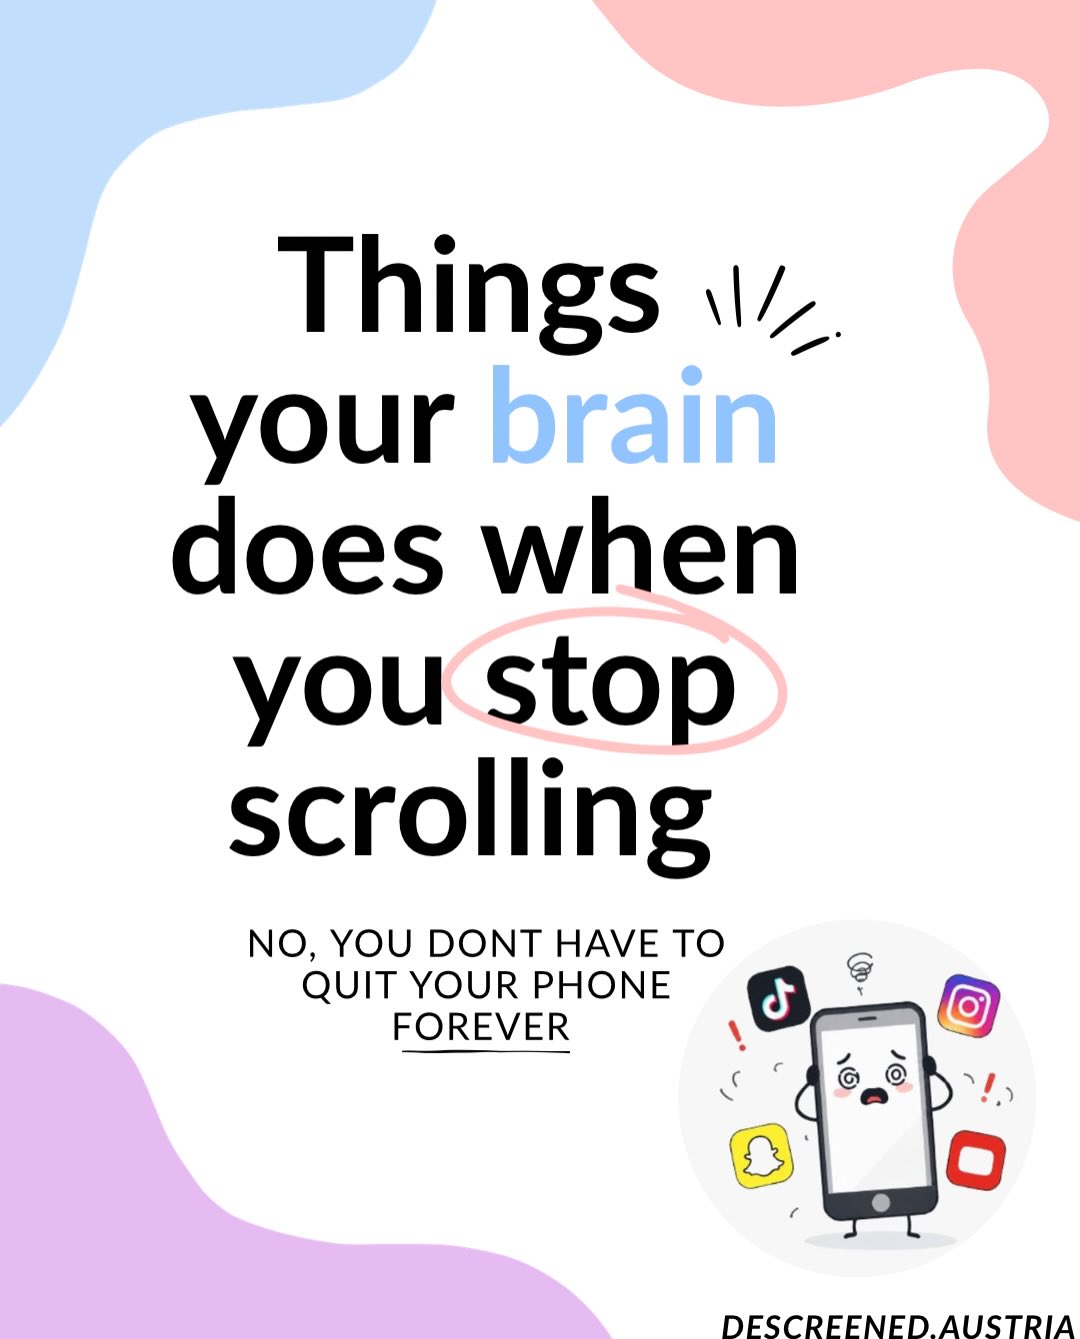 Things
your brain
does when
you stop
scrolling
NO, YOU DONT HAVE TO
QUIT YOUR PHONE
FOREVER
DESCREENED.AUSTRIA